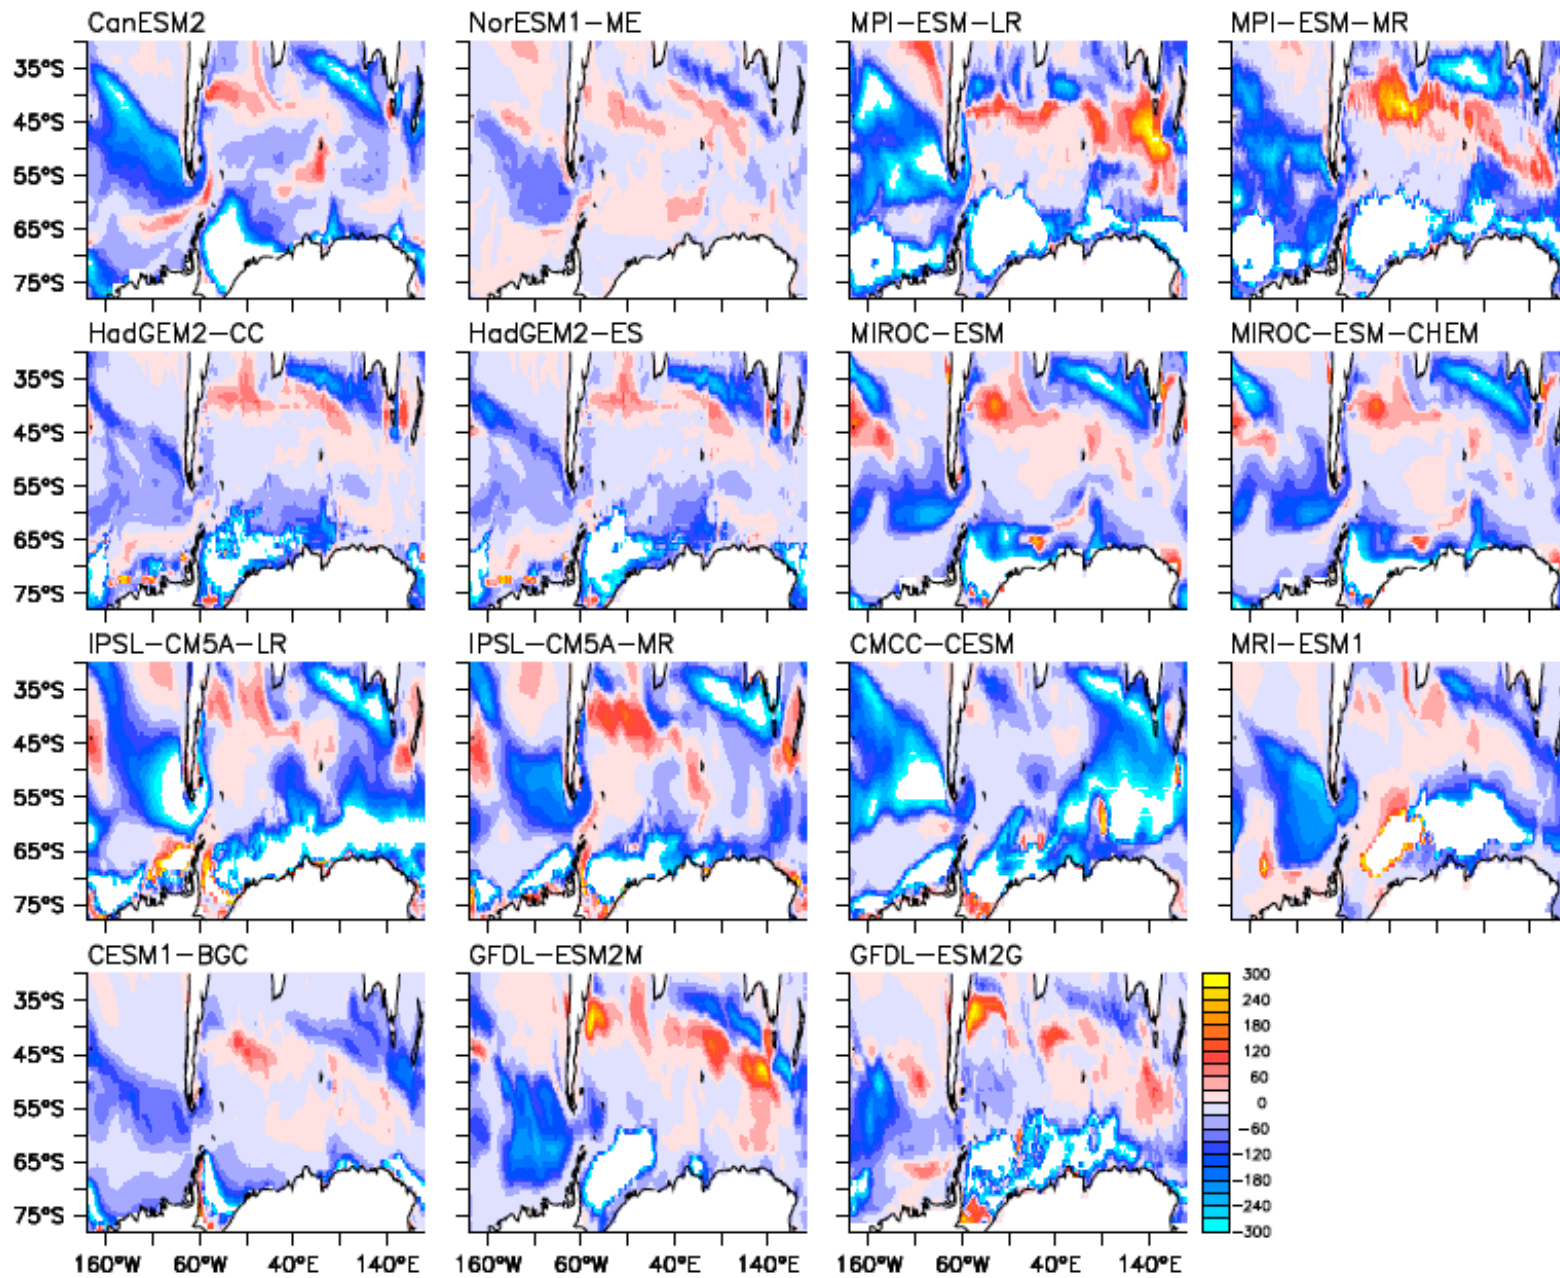 CanESM2 NorESM1-ME MPI-ESM-LR MPI-ESM-MR
35°S
45°S
55°S
65°S
75°S
HadGEM2-CC HadGEM2-ES MIROC-ESM MIROC-ESM-CHEM
35°S
45°S
55°S
65°S
75°S
IPSL-CM5A-LR IPSL-CM5A-MR CMCC-CESM MRI-ESM1
35°S
45°S
55°S
65°S
75°S
CESM1-BGC GFDL-ESM2M GFDL-ESM2G
35°S
45°S
55°S
65°S
75°S
300
240
180
120
60
0
-60
-120
-180
-240
-300
160°W 60°W 40°E 140°E 160°W 60°W 40°E 140°E 160°W 60°W 40°E 140°E